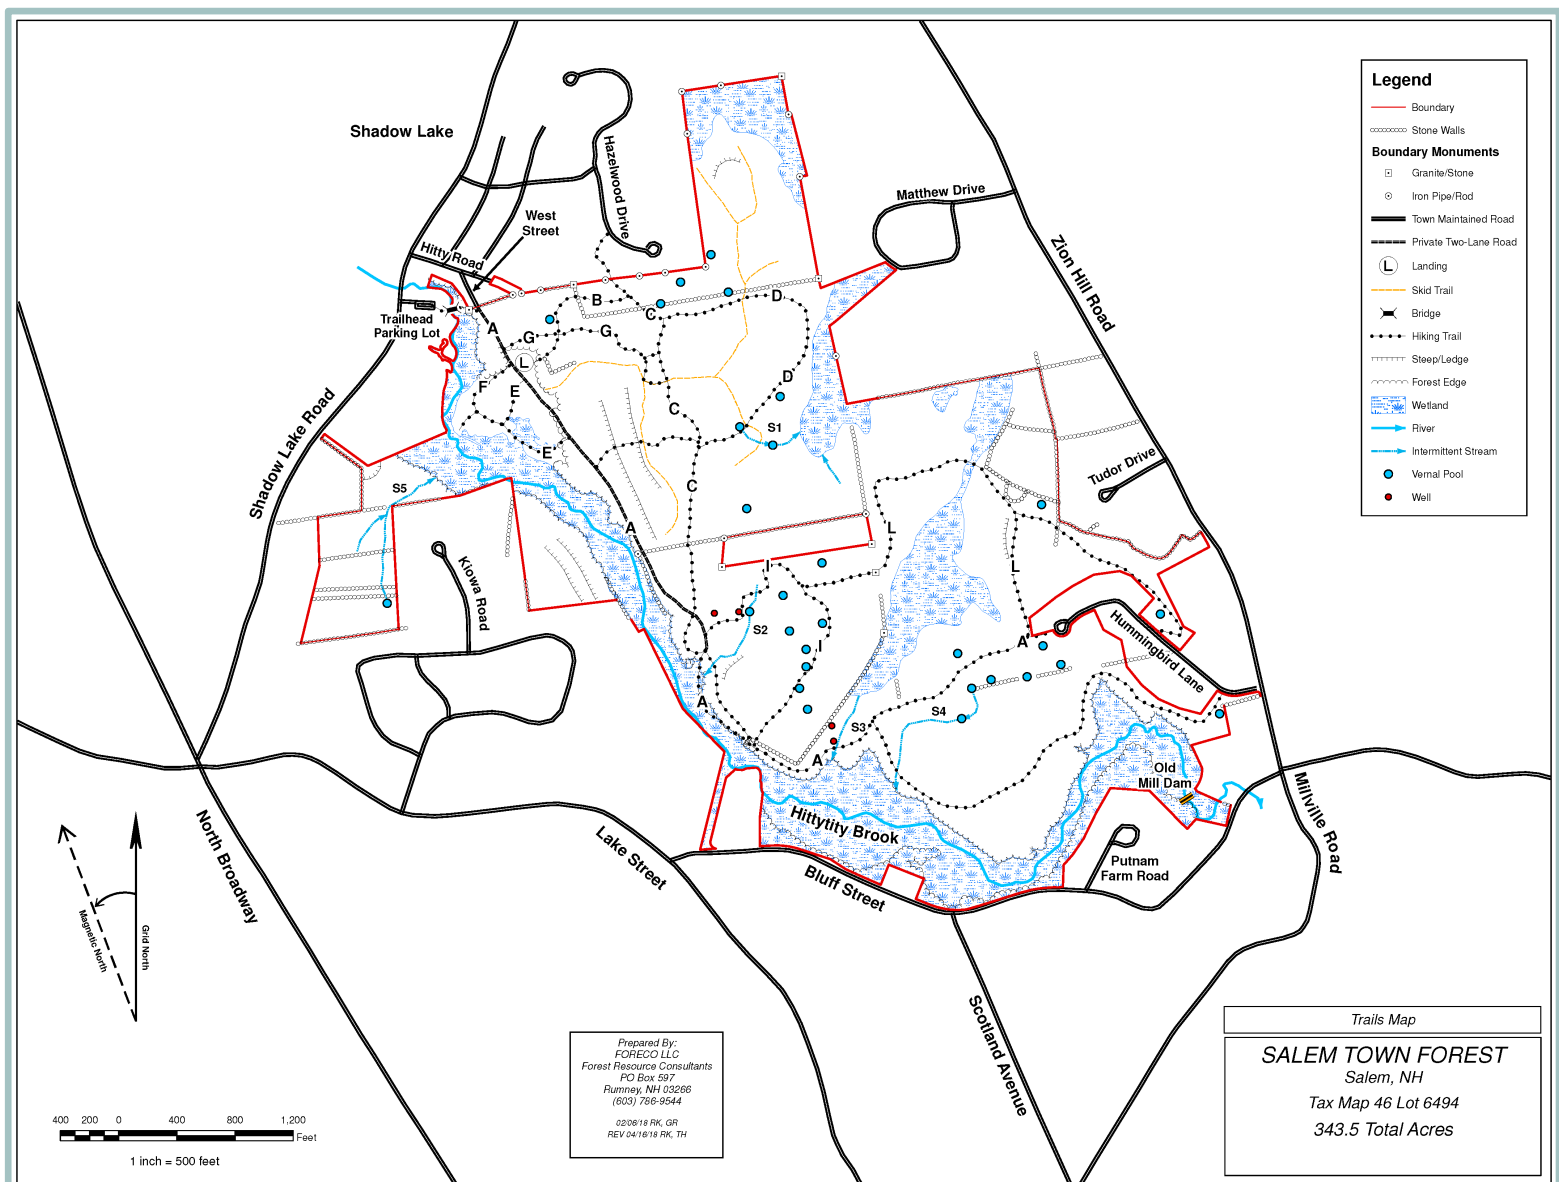 Shadow Lake
Hazelwood Drive
West
Street
Hitty Road
Matthew Drive
Zion Hill Road
Trailhead
Parking Lot
Shadow Lake Road
A
B
C
D
G
G
L
F
E
E
D
C
S1
C
A
S5
Kiowa Road
Tudor Drive
L
L
I
I
S2
A
A
Hummingbird Lane
S3
S4
A
Old
Mill Dam
Hittytity Brook
Putnam
Farm Road
Millville Road
Bluff Street
Lake Street
North Broadway
Scotland Avenue
Magnetic North
Grid North
400 200 0 400 800 1,200
Feet
1 inch = 500 feet
Legend
Boundary
Stone Walls
Boundary Monuments
Granite/Stone
Iron Pipe/Rod
Town Maintained Road
Private Two-Lane Road
L Landing
Skid Trail
Bridge
Hiking Trail
Steep/Ledge
Forest Edge
Wetland
River
Intermittent Stream
Vernal Pool
Well
Prepared By:
FORECO LLC
Forest Resource Consultants
PO Box 597
Rumney, NH 03266
(603) 786-9544
02/06/18 RK, GR
REV 04/16/18 RK, TH
Trails Map
SALEM TOWN FOREST
Salem, NH
Tax Map 46 Lot 6494
343.5 Total Acres